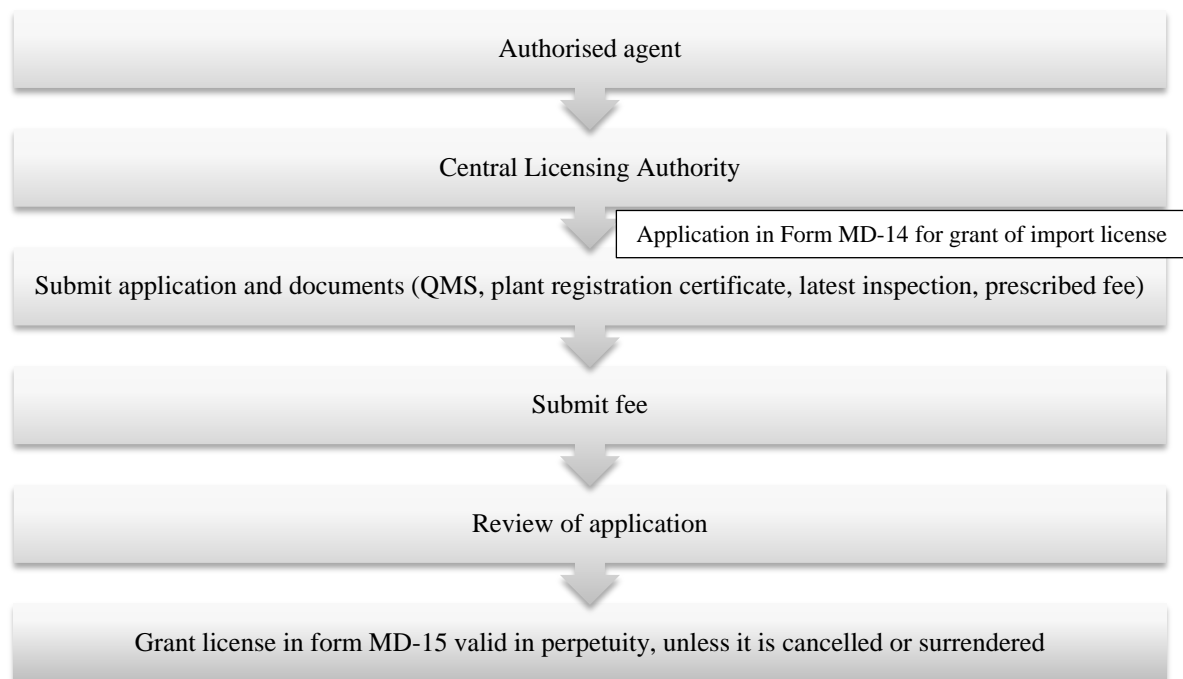 Authorised agent
Central Licensing Authority
Application in Form MD-14 for grant of import license
Submit application and documents (QMS, plant registration certificate, latest inspection, prescribed fee)
Submit fee
Review of application
Grant license in form MD-15 valid in perpetuity, unless it is cancelled or surrendered